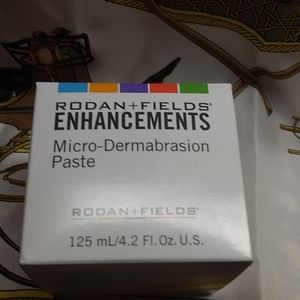 RODAN+FIELDS®
ENHANCEMENTS
Micro-Dermabrasion
Paste
RODAN+FIELDS®
125 mL/4.2 Fl. Oz. U.S.